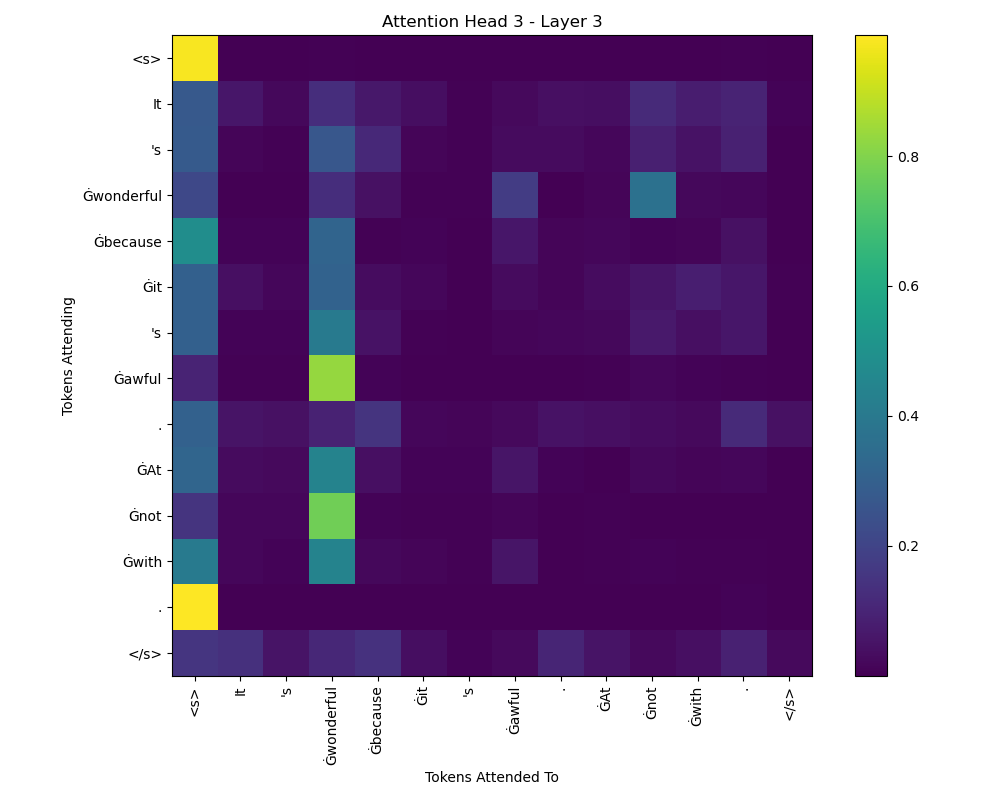 Attention Head 3 - Layer 3
Tokens Attending
<s>
It
's
Ġwonderful
Ġbecause
Ġit
's
Ġawful
.
ĠAt
Ġnot
Ġwith
.
</s>
<s>
It
's
Ġwonderful
Ġbecause
Ġit
's
Ġawful
.
ĠAt
Ġnot
Ġwith
.
</s>
Tokens Attended To
0.8
0.6
0.4
0.2